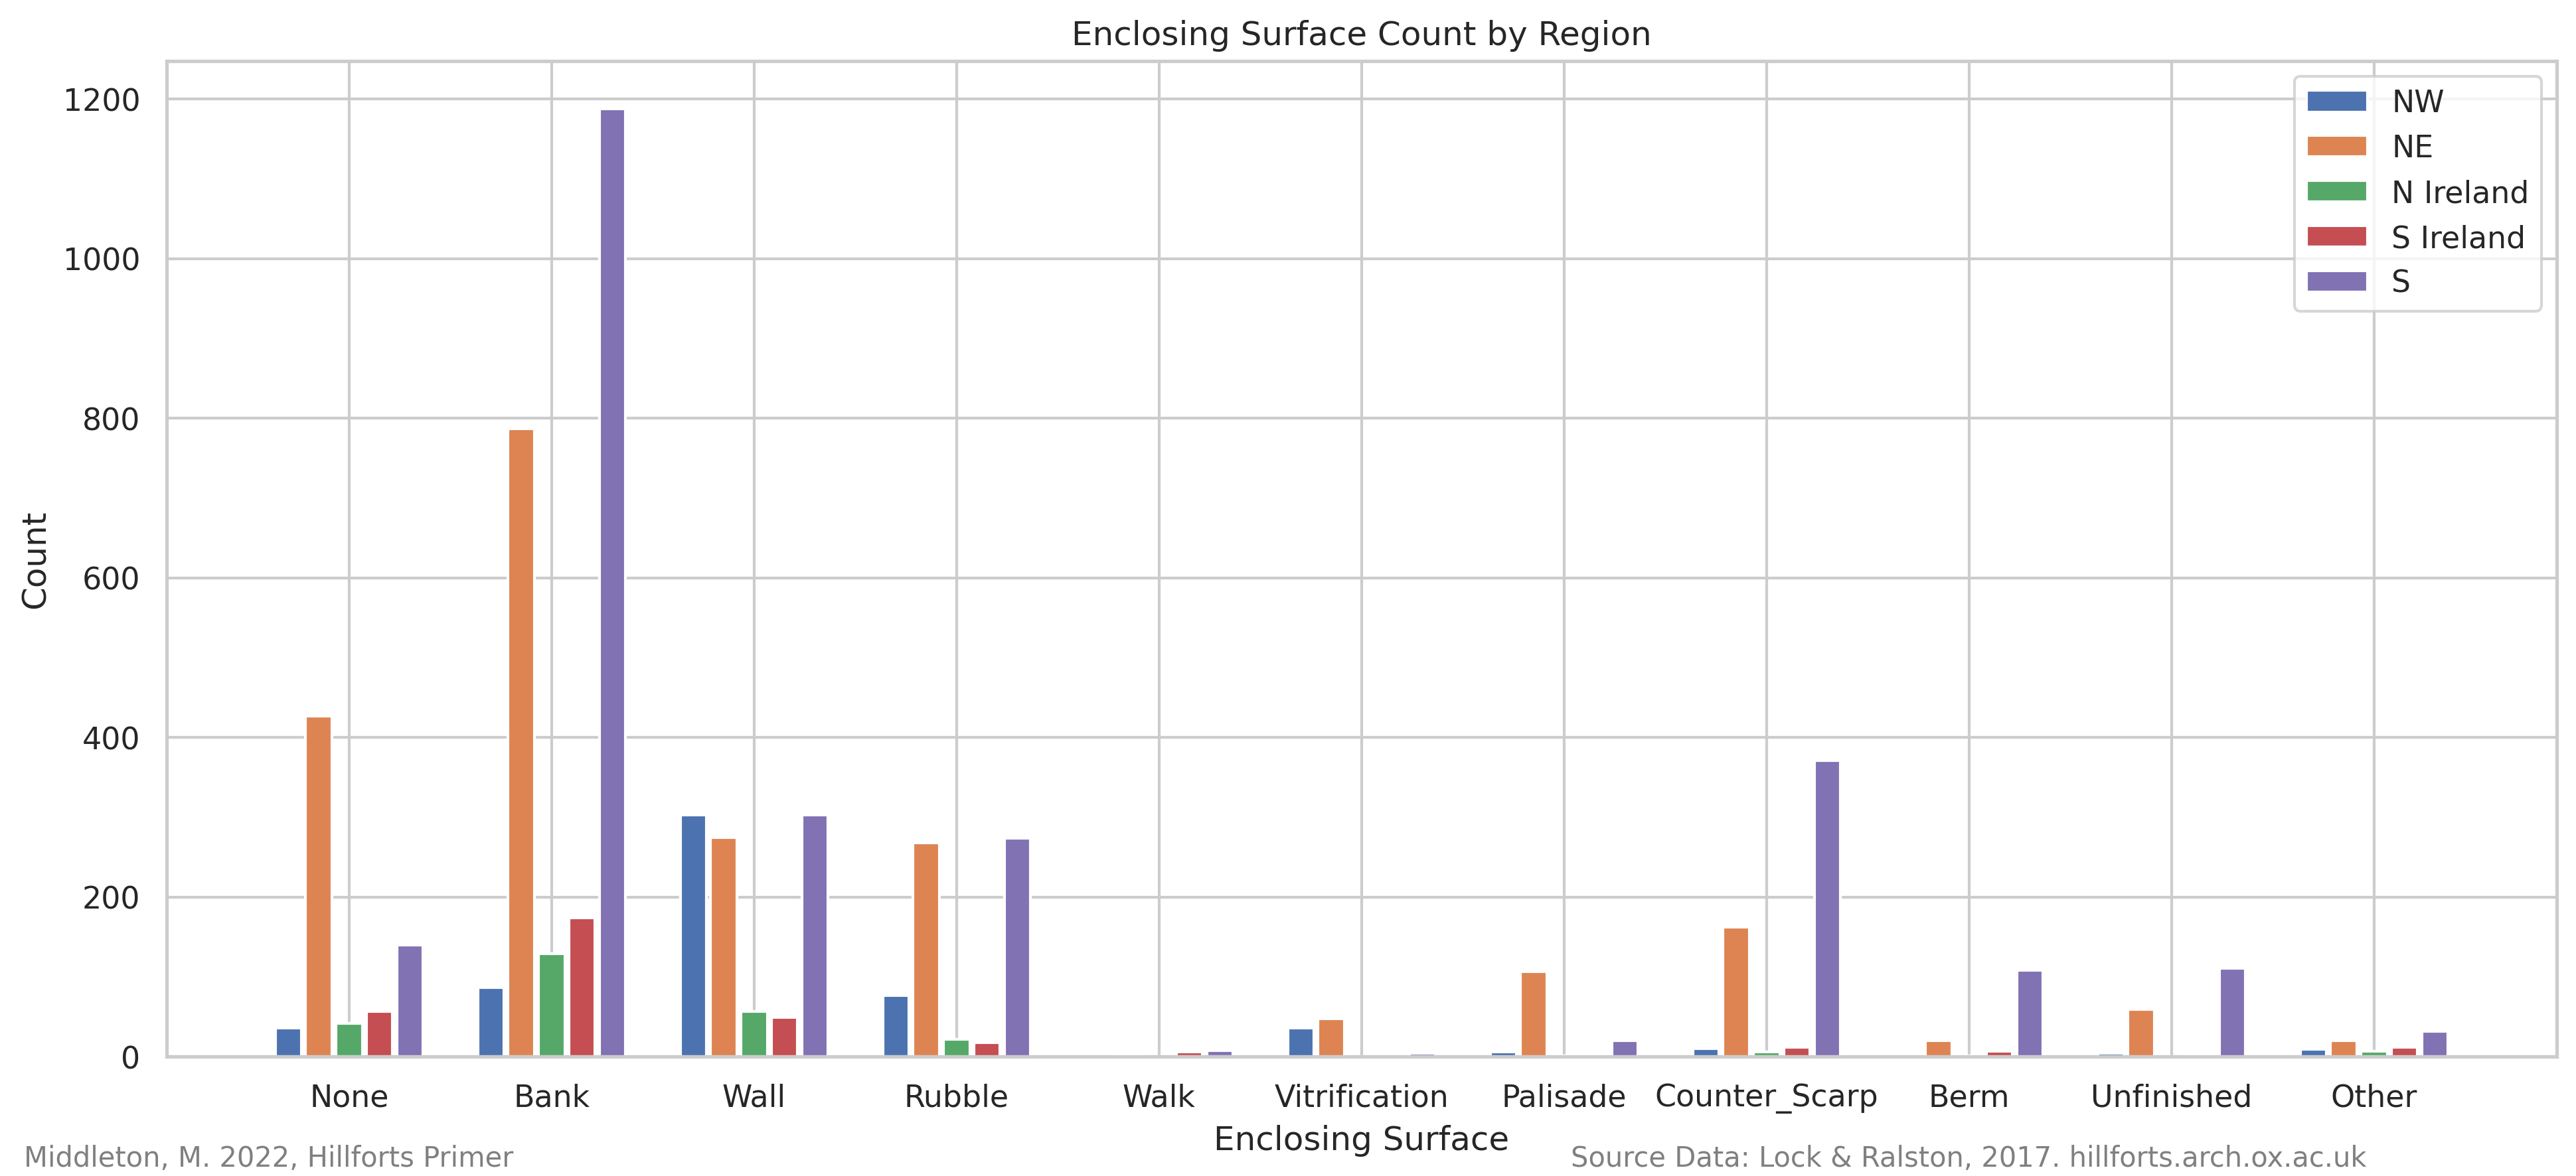 Enclosing Surface Count by Region
1200
1000
800
600
400
200
0
Count
NW
NE
N Ireland
S Ireland
S
None Bank Wall Rubble Walk Vitrification Palisade Counter_Scarp Berm Unfinished Other
Enclosing Surface
Middleton, M. 2022, Hillforts Primer
Source Data: Lock & Ralston, 2017. hillforts.arch.ox.ac.uk